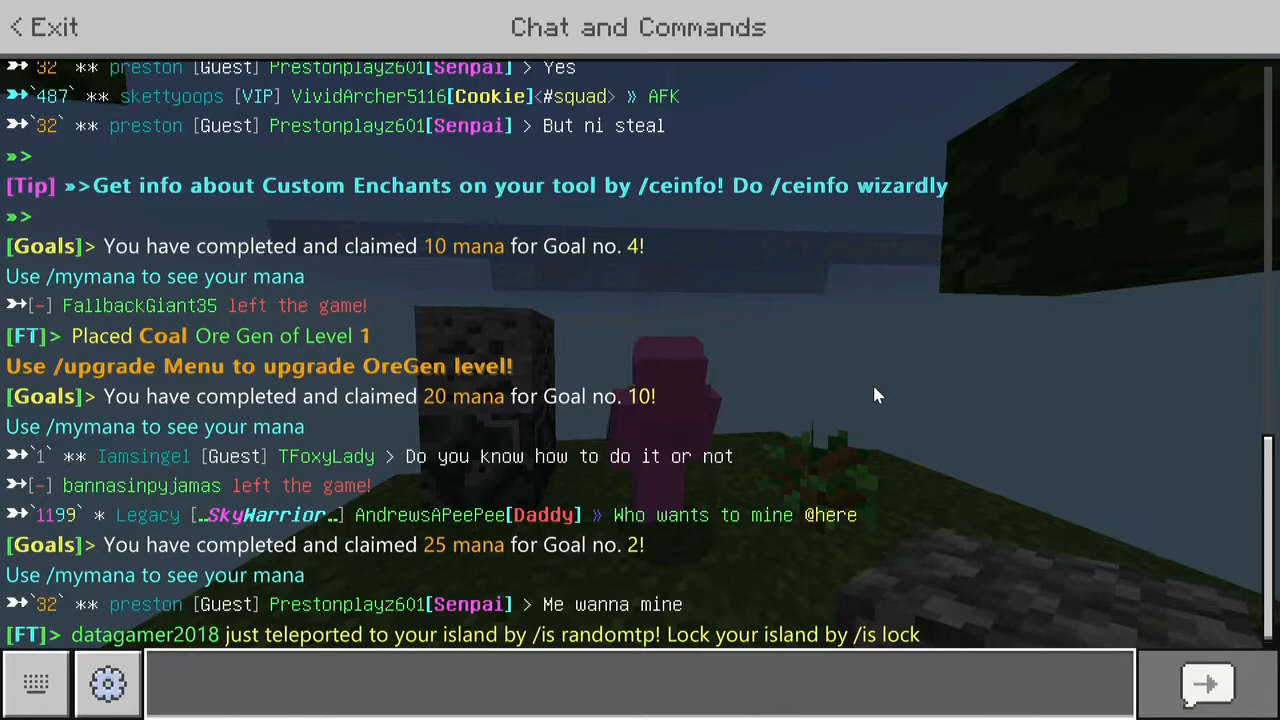 < Exit
Chat and Commands
➳`32` ** preston [Guest] Prestonplayz601[Senpai] > Yes
➳`487` ** skettyoops [VIP] VividArcher5116[Cookie]<#squad> » AFK
➳`32` ** preston [Guest] Prestonplayz601[Senpai] > But ni steal
»>
[Tip] »>Get info about Custom Enchants on your tool by /ceinfo! Do /ceinfo wizardly
»>
[Goals]> You have completed and claimed 10 mana for Goal no. 4!
Use /mymana to see your mana
➳[-] FallbackGiant35 left the game!
[FT]> Placed Coal Ore Gen of Level 1
Use /upgrade Menu to upgrade OreGen level!
[Goals]> You have completed and claimed 20 mana for Goal no. 10!
Use /mymana to see your mana
➳`1` ** Iamsingel [Guest] TFoxyLady > Do you know how to do it or not
➳[-] bannasinpyjamas left the game!
➳`1199` * Legacy [..SkyWarrior..] AndrewsAPeePee[Daddy] » Who wants to mine @here
[Goals]> You have completed and claimed 25 mana for Goal no. 2!
Use /mymana to see your mana
➳`32` ** preston [Guest] Prestonplayz601[Senpai] > Me wanna mine
[FT]> datagamer2018 just teleported to your island by /is randomtp! Lock your island by /is lock